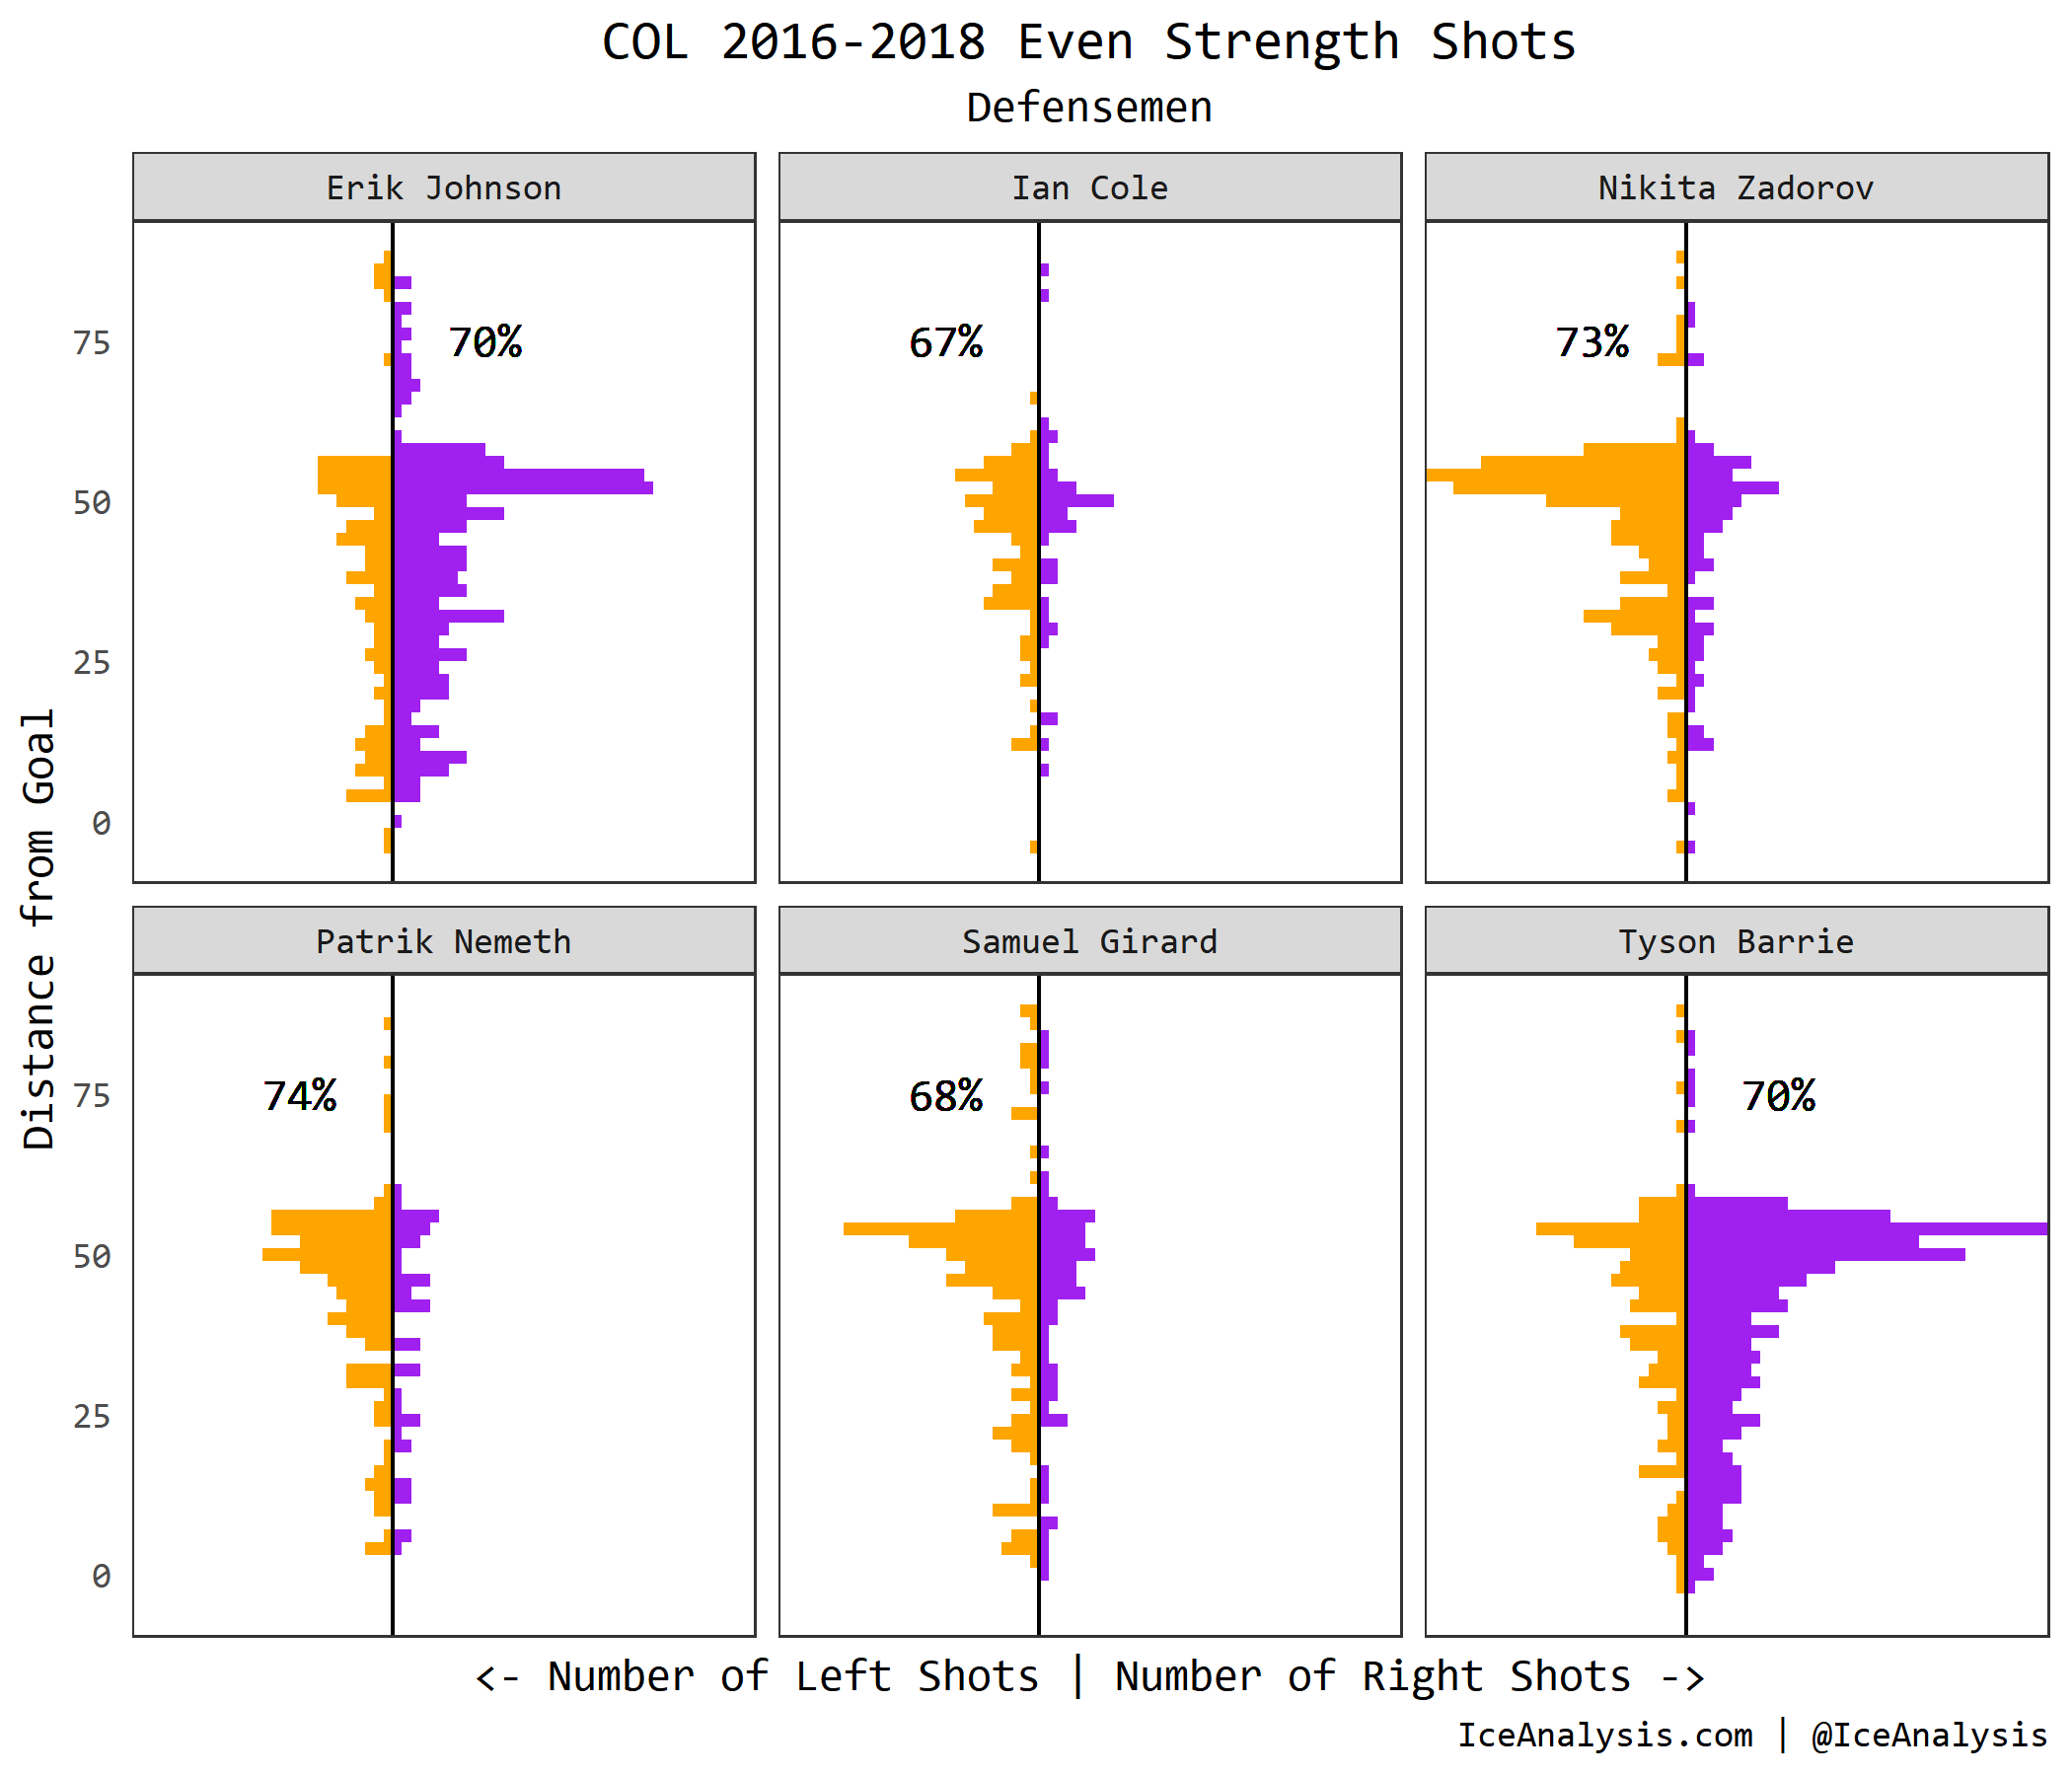 COL 2016-2018 Even Strength Shots
Defensemen
Erik Johnson
Ian Cole
Nikita Zadorov
70%
67%
73%
75
50
25
0
Distance from Goal
Patrik Nemeth
Samuel Girard
Tyson Barrie
74%
68%
70%
75
50
25
0
<- Number of Left Shots | Number of Right Shots ->
IceAnalysis.com | @IceAnalysis